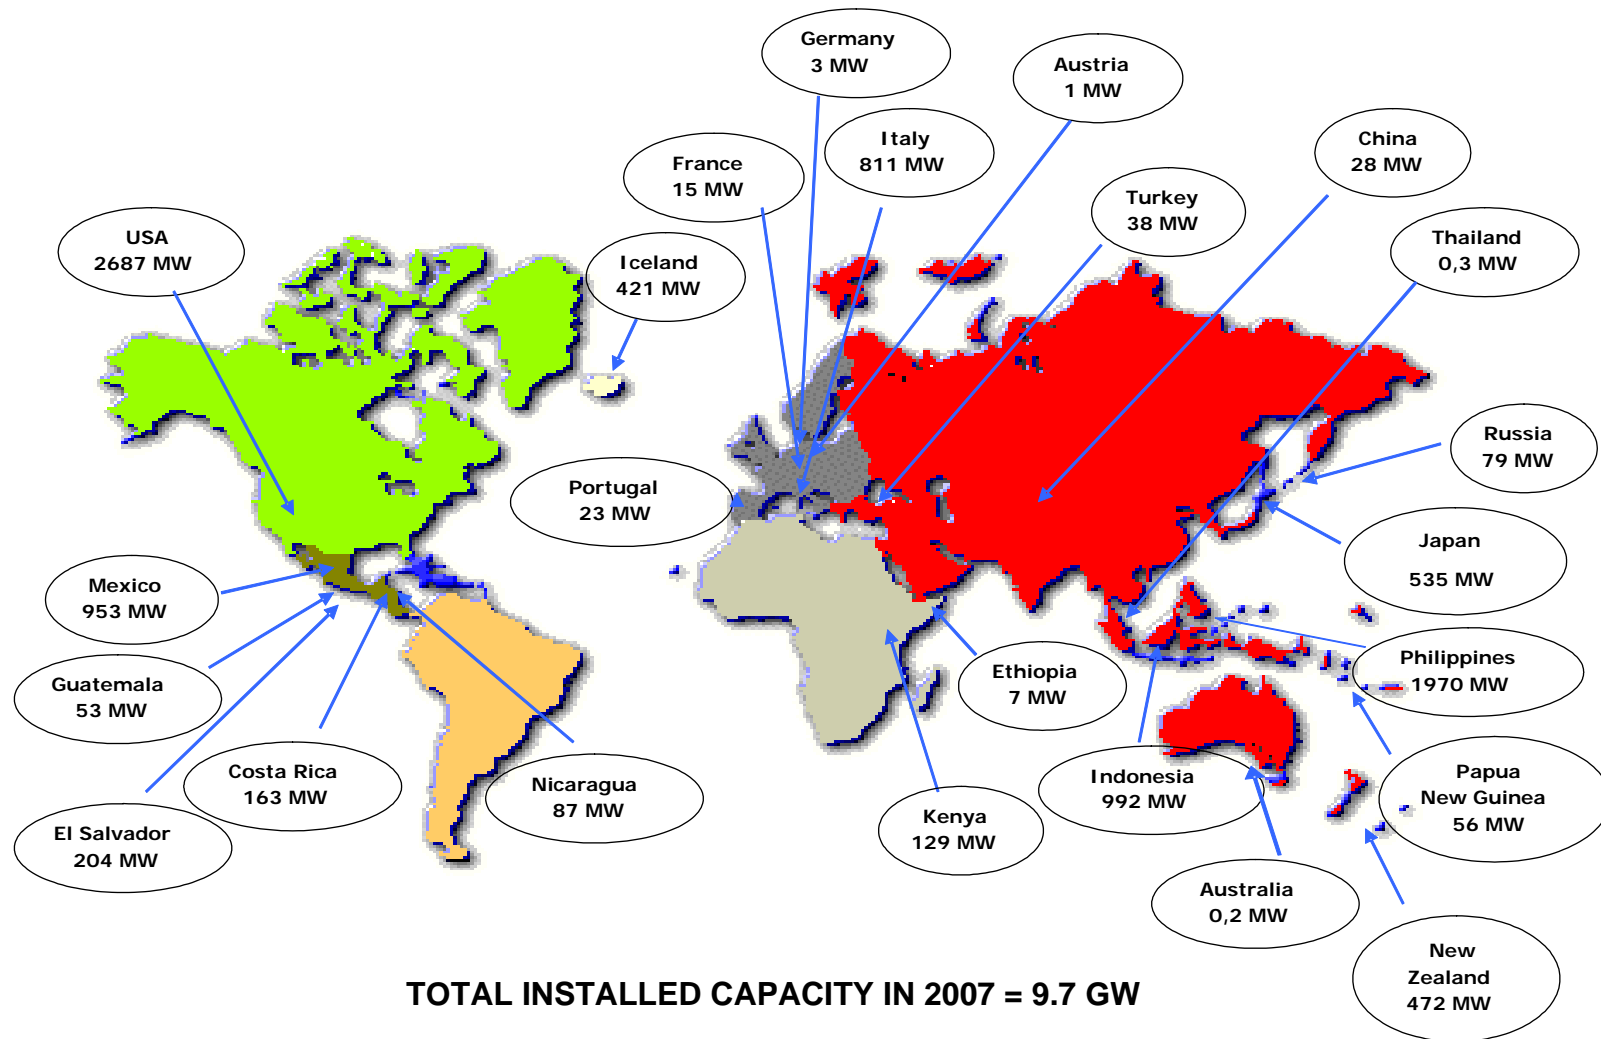 Germany
3 MW
Austria
1 MW
France
15 MW
Italy
811 MW
China
28 MW
Turkey
38 MW
USA
2687 MW
Iceland
421 MW
Thailand
0,3 MW
Russia
79 MW
Portugal
23 MW
Japan
535 MW
Mexico
953 MW
Guatemala
53 MW
Ethiopia
7 MW
Philippines
1970 MW
Costa Rica
163 MW
Nicaragua
87 MW
Indonesia
992 MW
Papua
New Guinea
56 MW
El Salvador
204 MW
Kenya
129 MW
Australia
0,2 MW
New
Zealand
472 MW
TOTAL INSTALLED CAPACITY IN 2007 = 9.7 GW